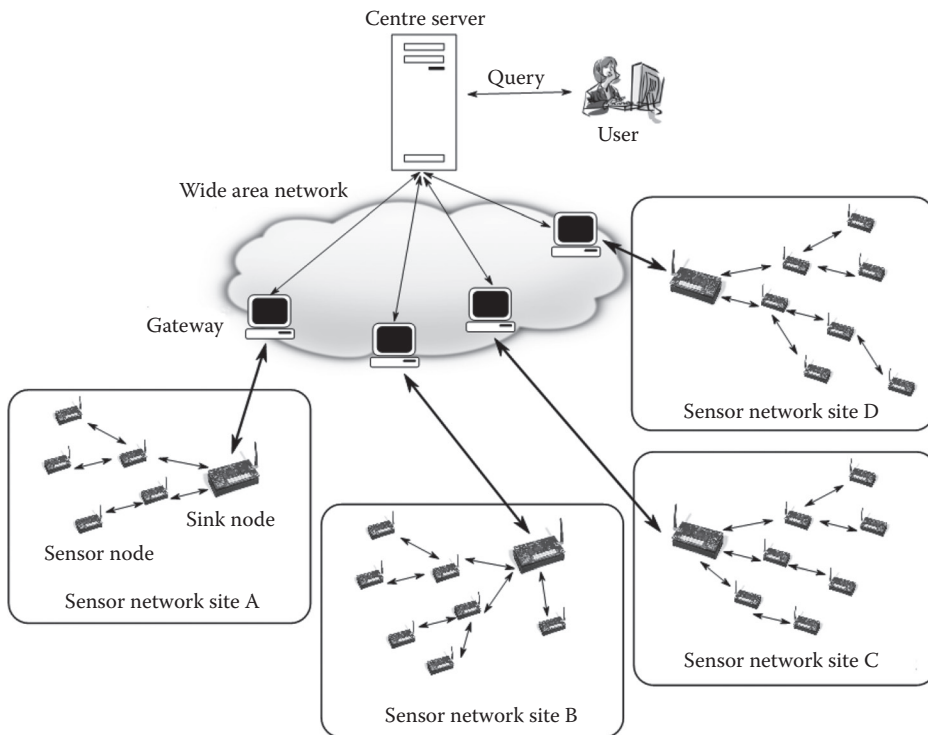 Centre server
Query
User
Wide area network
Gateway
Sensor network site D
Sink node
Sensor node
Sensor network site A
Sensor network site C
Sensor network site B